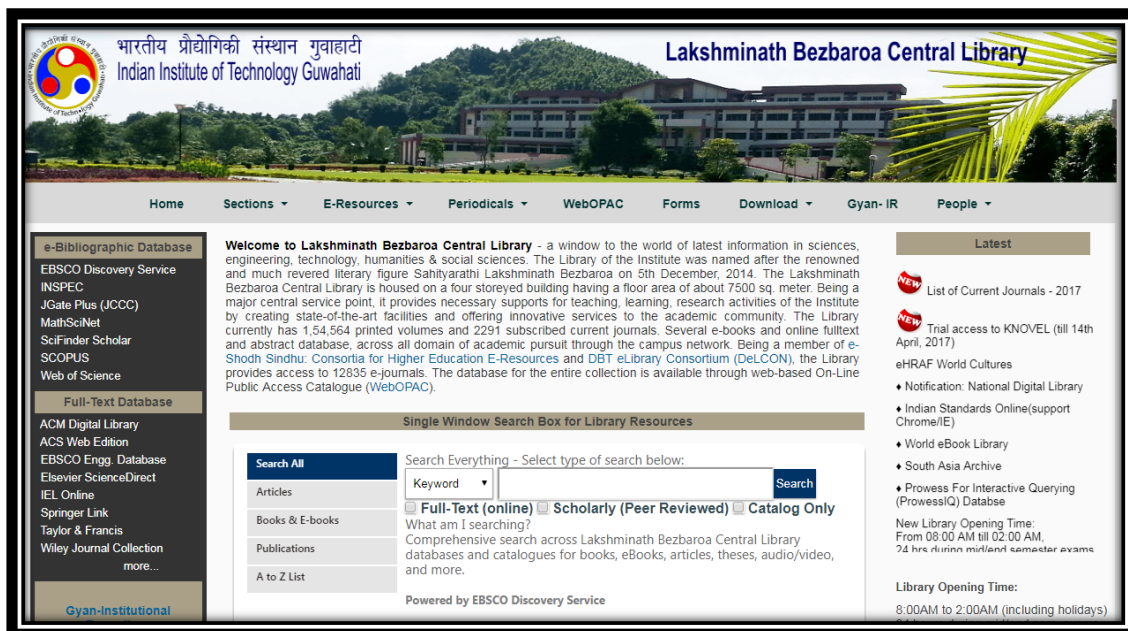 भारतीय प्रौद्योगिकी संस्थान गुवाहाटी
Indian Institute of Technology Guwahati
Lakshminath Bezbaroa Central Library
Home Sections E-Resources Periodicals WebOPAC Forms Download Gyan- IR People
e-Bibliographic Database
EBSCO Discovery Service
INSPEC
JGate Plus (JCCC)
MathSciNet
SciFinder Scholar
SCOPUS
Web of Science
Full-Text Database
ACM Digital Library
ACS Web Edition
EBSCO Engg. Database
Elsevier ScienceDirect
IEL Online
Springer Link
Taylor & Francis
Wiley Journal Collection
more...
Gyan-Institutional
Welcome to Lakshminath Bezbaroa Central Library - a window to the world of latest information in sciences,
engineering, technology, humanities & social sciences. The Library of the Institute was named after the renowned
and much revered literary figure Sahityarathi Lakshminath Bezbaroa on 5th December, 2014. The Lakshminath
Bezbaroa Central Library is housed on a four storeyed building having a floor area of about 7500 sq. meter. Being a
major central service point, it provides necessary supports for teaching, learning, research activities of the Institute
by creating state-of-the-art facilities and offering innovative services to the academic community. The Library
currently has 1,54,564 printed volumes and 2291 subscribed current journals. Several e-books and online fulltext
and abstract database, across all domain of academic pursuit through the campus network. Being a member of e-
Shodh Sindhu: Consortia for Higher Education E-Resources and DBT eLibrary Consortium (DeLCON), the Library
provides access to 12835 e-journals. The database for the entire collection is available through web-based On-Line
Public Access Catalogue (WebOPAC).
Single Window Search Box for Library Resources
Search All
Articles
Books & E-books
Publications
A to Z List
Search Everything - Select type of search below:
Keyword Search
Full-Text (online) Scholarly (Peer Reviewed) Catalog Only
What am I searching?
Comprehensive search across Lakshminath Bezbaroa Central Library
databases and catalogues for books, eBooks, articles, theses, audio/video,
and more.
Powered by EBSCO Discovery Service
Latest
NEW List of Current Journals - 2017
NEW Trial access to KNOVEL (till 14th
April, 2017)
eHRAF World Cultures
♦ Notification: National Digital Library
♦ Indian Standards Online(support
Chrome/IE)
♦ World eBook Library
♦ South Asia Archive
♦ Prowess For Interactive Querying
(ProwessIQ) Databse
New Library Opening Time:
From 08:00 AM till 02:00 AM,
24 hrs during mid/end semester exams
Library Opening Time:
8:00AM to 2:00AM (including holidays)